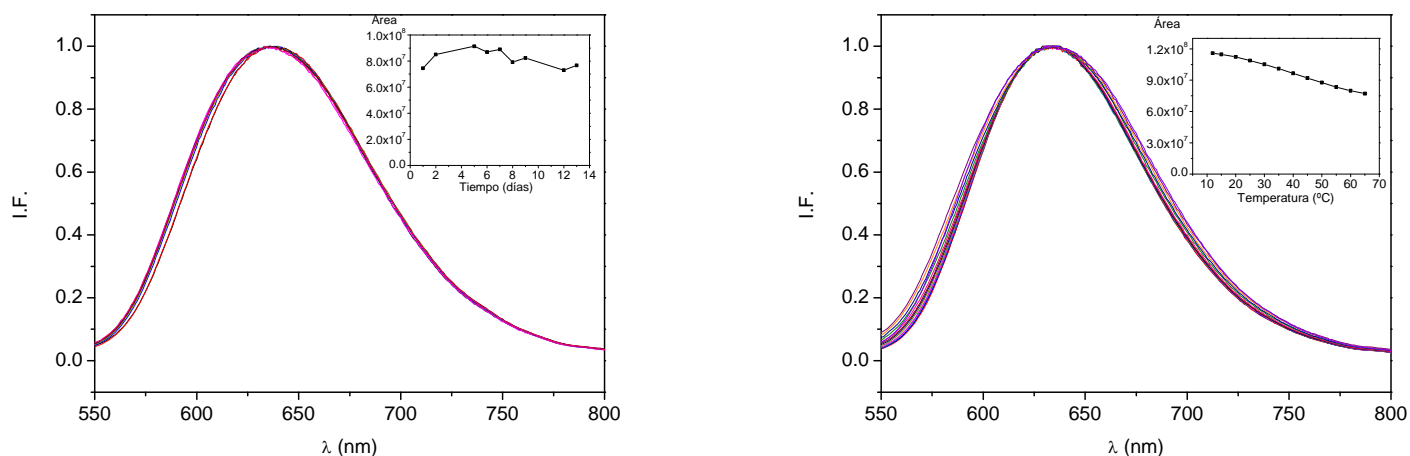 Área
1.0x10⁸
8.0x10⁷
6.0x10⁷
4.0x10⁷
2.0x10⁷
0.0
0 2 4 6 8 10 12 14
Tiempo (días)
1.0
0.8
0.6
0.4
0.2
0.0
I.F.
550 600 650 700 750 800
λ (nm)
Área
1.2x10⁸
9.0x10⁷
6.0x10⁷
3.0x10⁷
0.0
10 20 30 40 50 60 70
Temperatura (ºC)
1.0
0.8
0.6
0.4
0.2
0.0
I.F.
550 600 650 700 750 800
λ (nm)